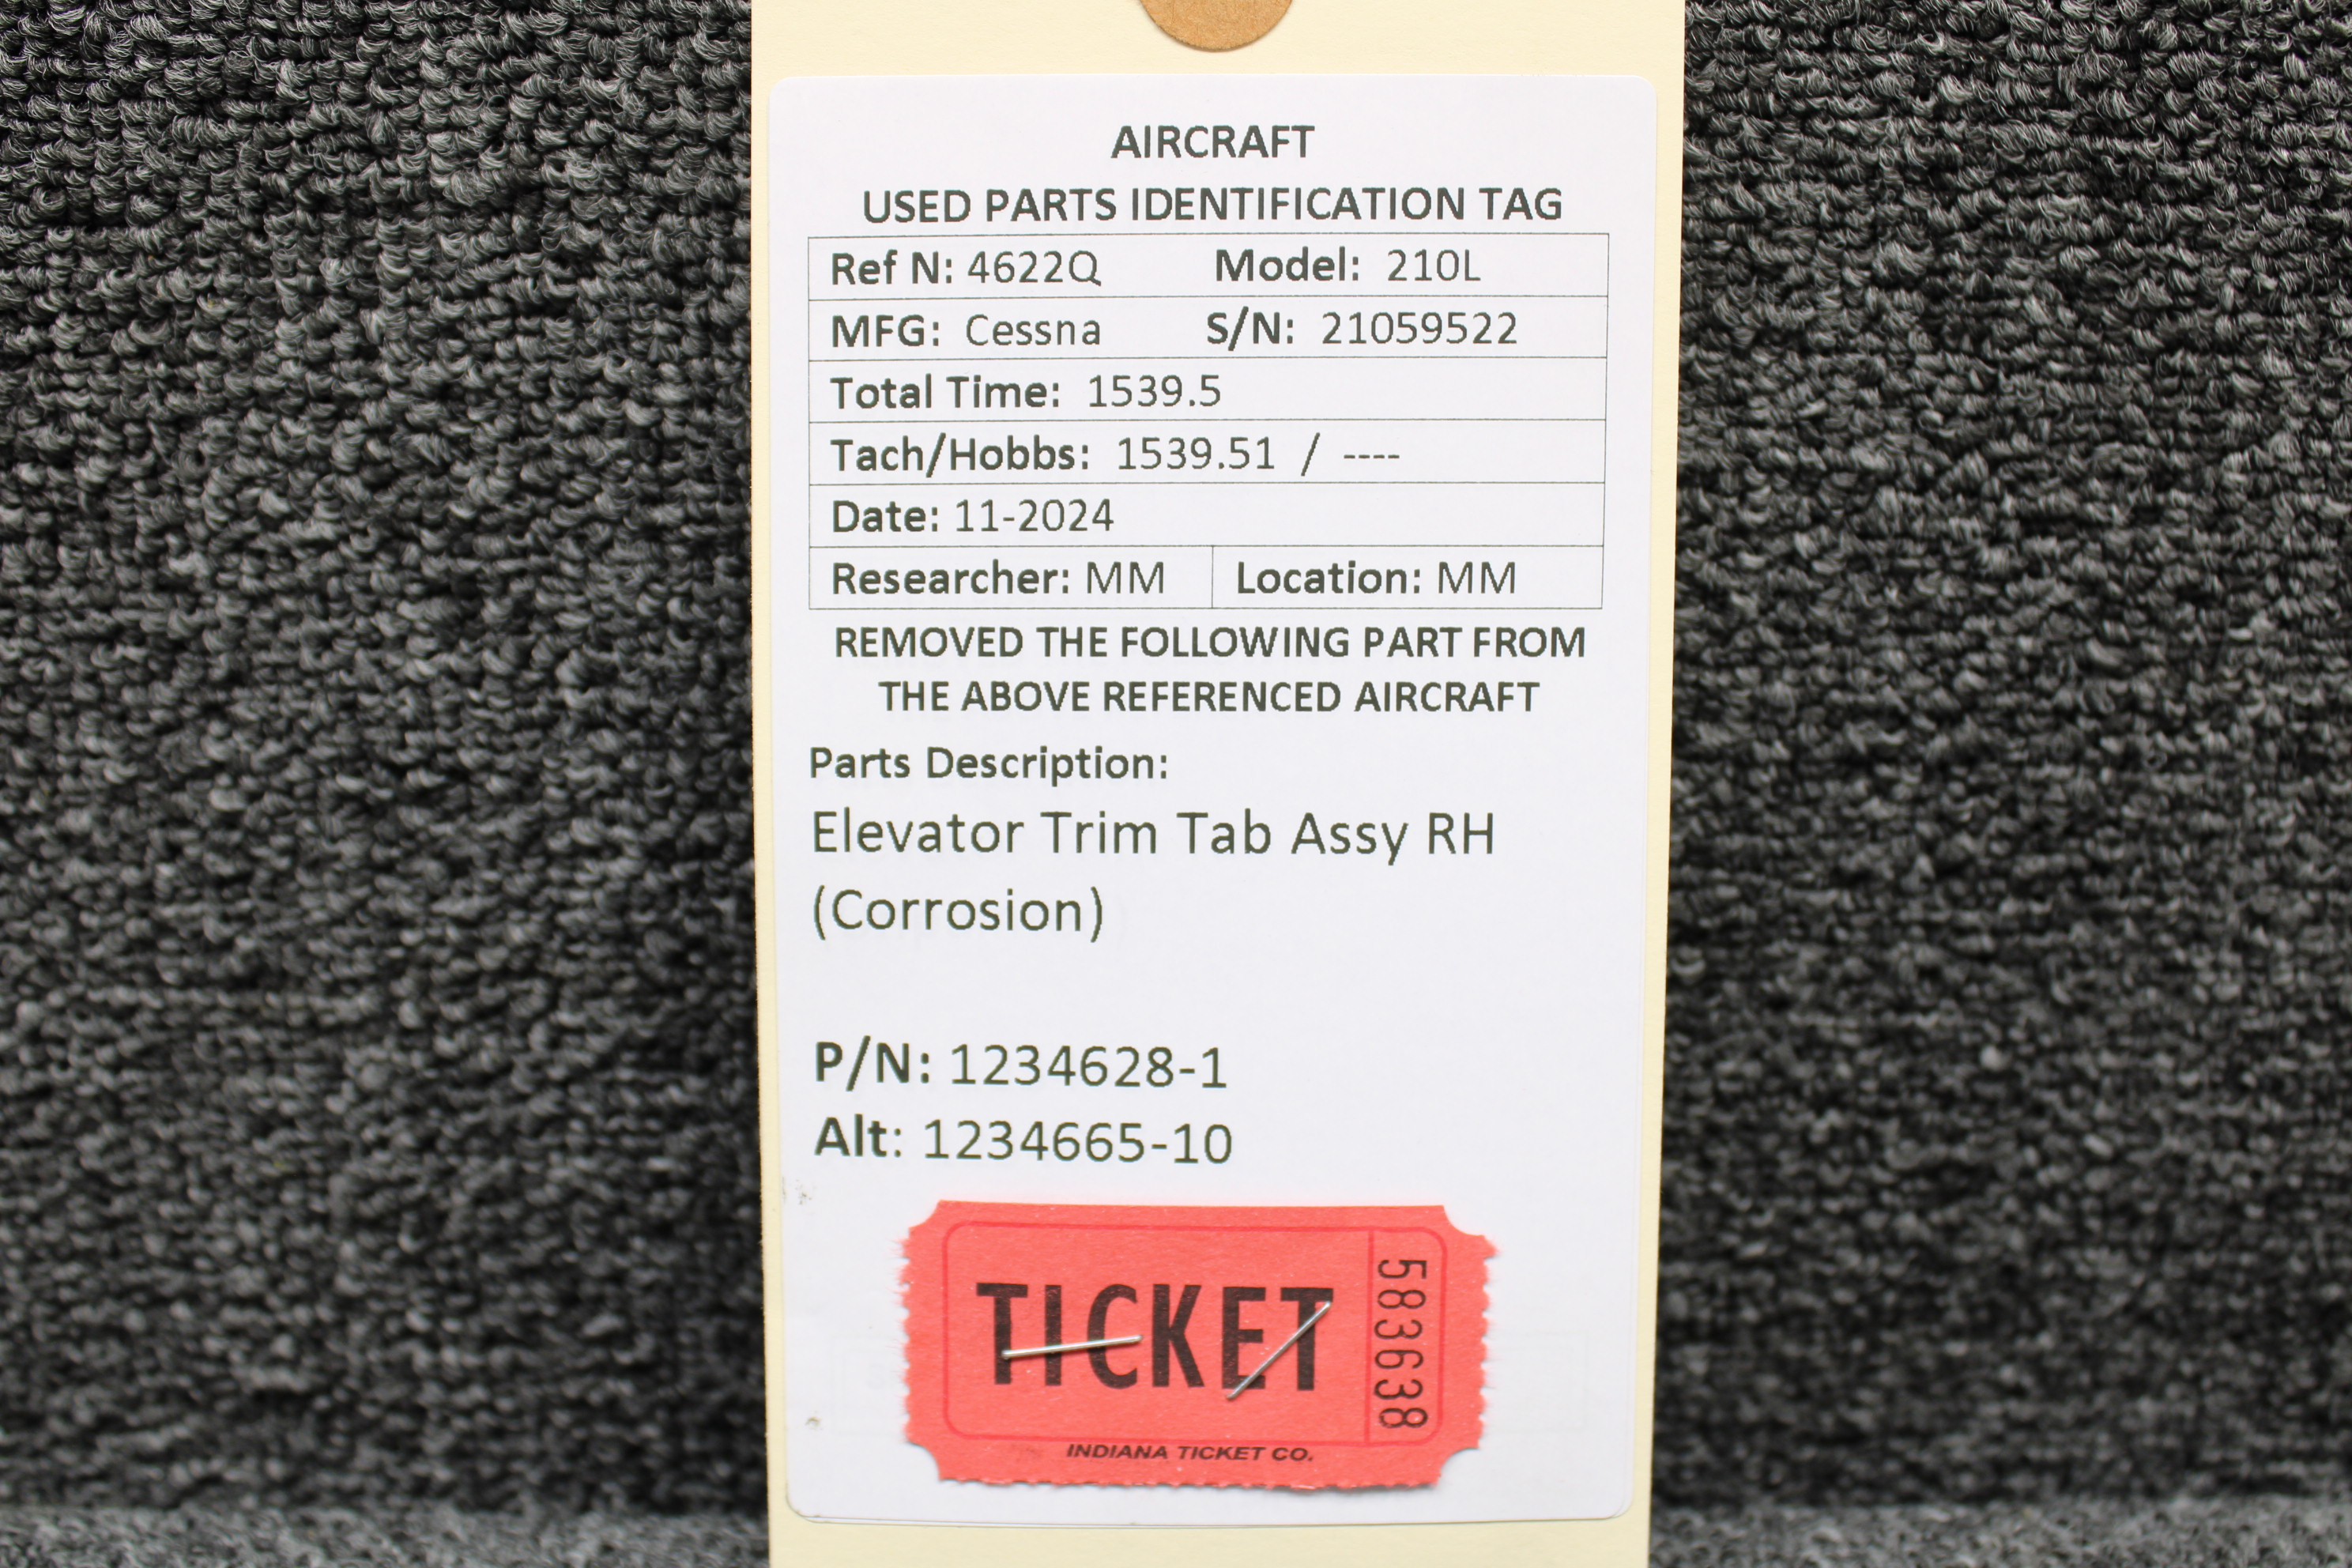 AIRCRAFT
USED PARTS IDENTIFICATION TAG
Ref N: 4622Q Model: 210L
MFG: Cessna S/N: 21059522
Total Time: 1539.5
Tach/Hobbs: 1539.51 / ----
Date: 11-2024
Researcher: MM Location: MM
REMOVED THE FOLLOWING PART FROM
THE ABOVE REFERENCED AIRCRAFT
Parts Description:
Elevator Trim Tab Assy RH
(Corrosion)
P/N: 1234628-1
Alt: 1234665-10
TICKET
583638
INDIANA TICKET CO.